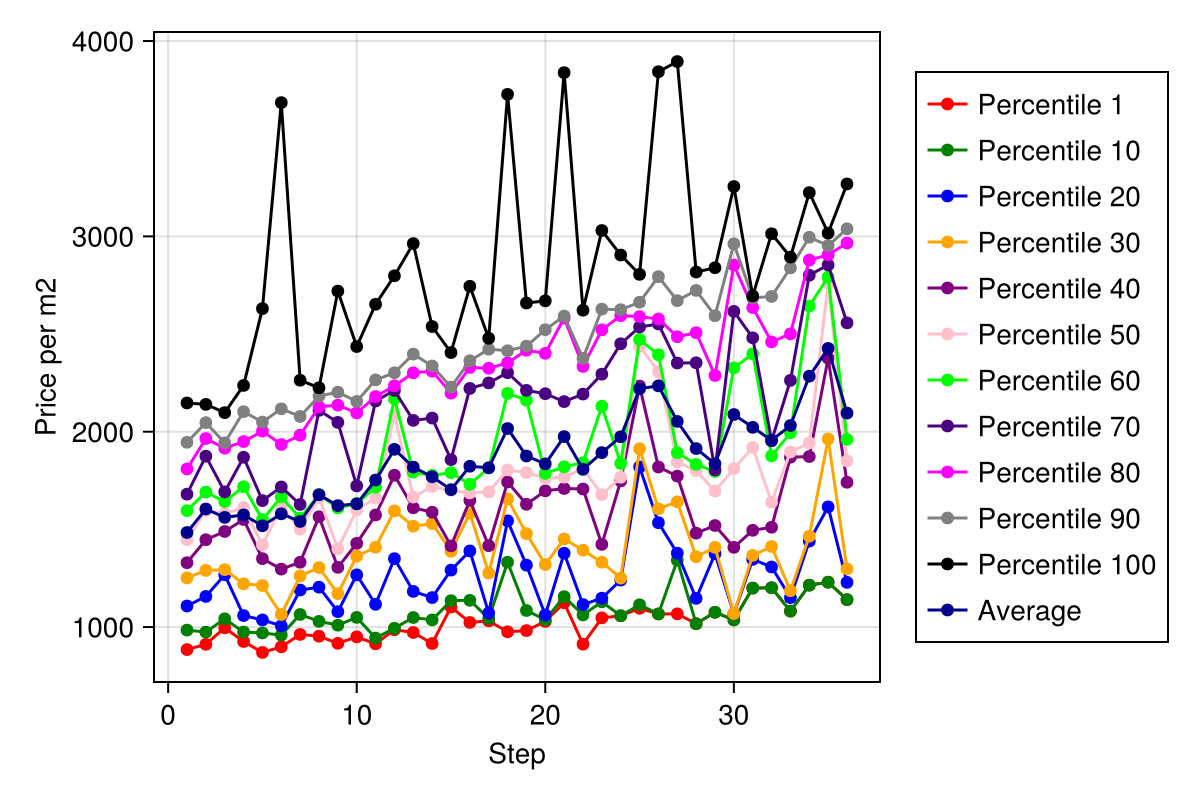 4000
3000
2000
1000
Price per m2
0 10 20 30
Step
Percentile 1
Percentile 10
Percentile 20
Percentile 30
Percentile 40
Percentile 50
Percentile 60
Percentile 70
Percentile 80
Percentile 90
Percentile 100
Average